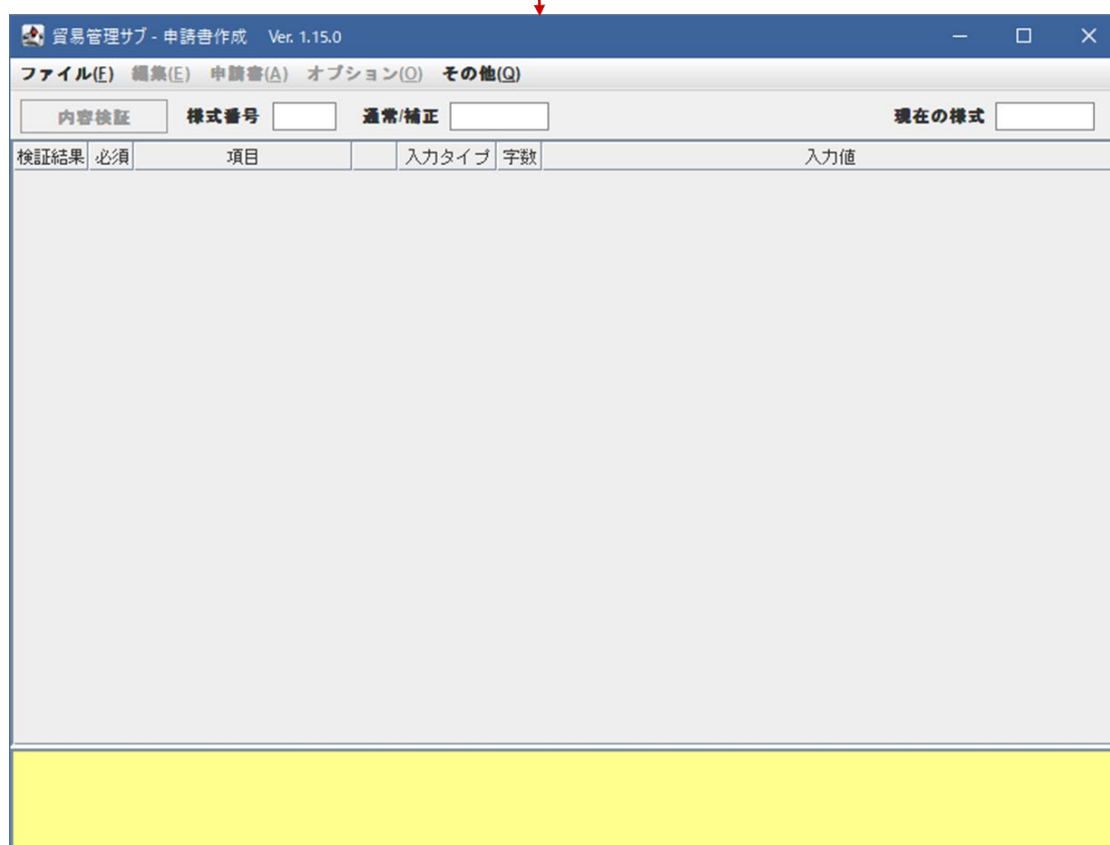 貿易管理サブ - 申請書作成 Ver. 1.15.0
ファイル(F) 編集(E) 申請書(A) オプション(O) その他(Q)
内容検証 様式番号 通常/補正 現在の様式
検証結果 必須 項目 入力タイプ 字数 入力値